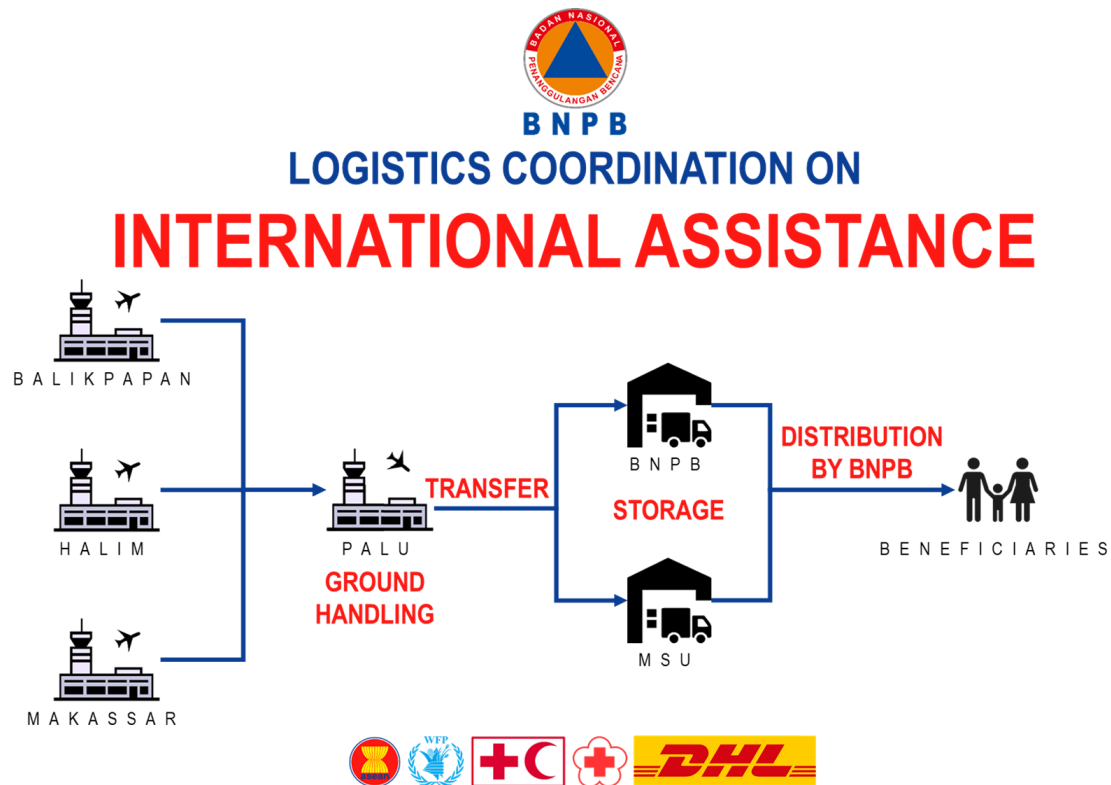 BADAN NASIONAL
PENANGGULANGAN BENCANA
BNPB
LOGISTICS COORDINATION ON
INTERNATIONAL ASSISTANCE
BALIKPAPAN
HALIM
MAKASSAR
PALU
GROUND
HANDLING
TRANSFER
BNPB
STORAGE
MSU
DISTRIBUTION
BY BNPB
BENEFICIARIES
asean
WFP
DHL